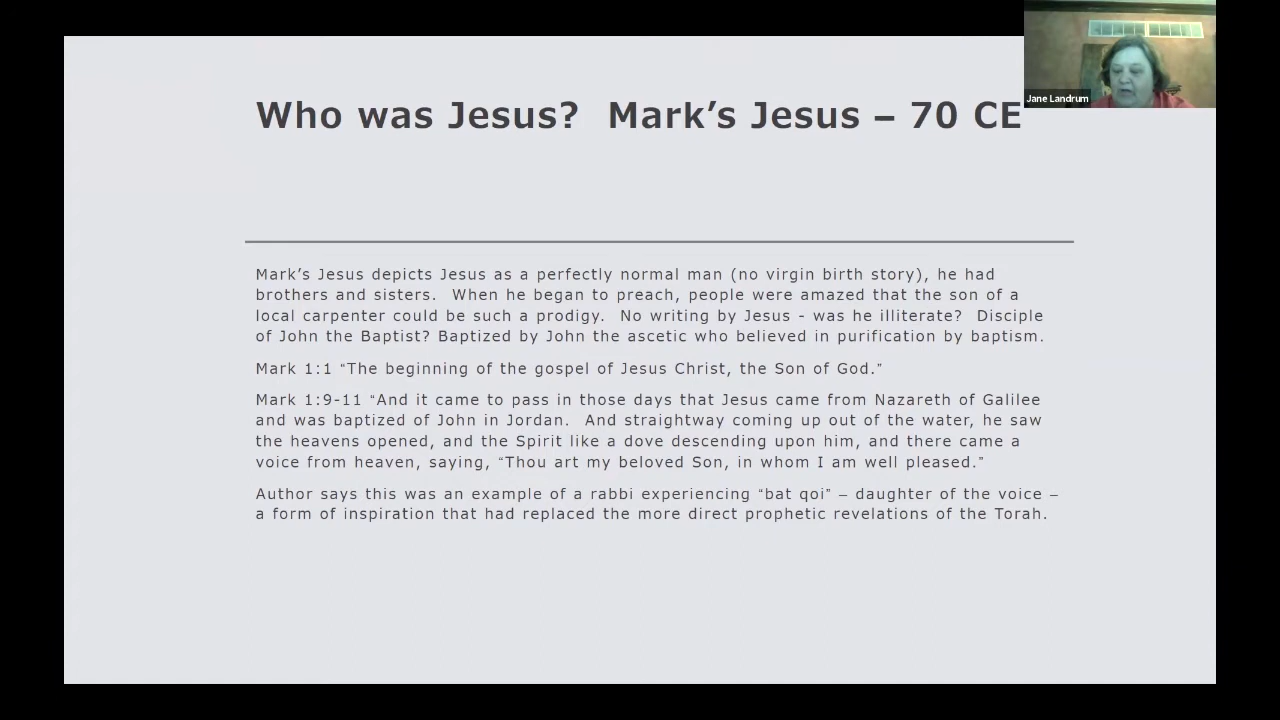 Who was Jesus?  Mark’s Jesus – 70 CE
Jane Landrum
Mark’s Jesus depicts Jesus as a perfectly normal man (no virgin birth story), he had
brothers and sisters.  When he began to preach, people were amazed that the son of a
local carpenter could be such a prodigy.  No writing by Jesus - was he illiterate?  Disciple
of John the Baptist? Baptized by John the ascetic who believed in purification by baptism.
Mark 1:1 “The beginning of the gospel of Jesus Christ, the Son of God.”
Mark 1:9-11 “And it came to pass in those days that Jesus came from Nazareth of Galilee
and was baptized of John in Jordan.  And straightway coming up out of the water, he saw
the heavens opened, and the Spirit like a dove descending upon him, and there came a
voice from heaven, saying, “Thou art my beloved Son, in whom I am well pleased.”
Author says this was an example of a rabbi experiencing “bat qoi” – daughter of the voice –
a form of inspiration that had replaced the more direct prophetic revelations of the Torah.